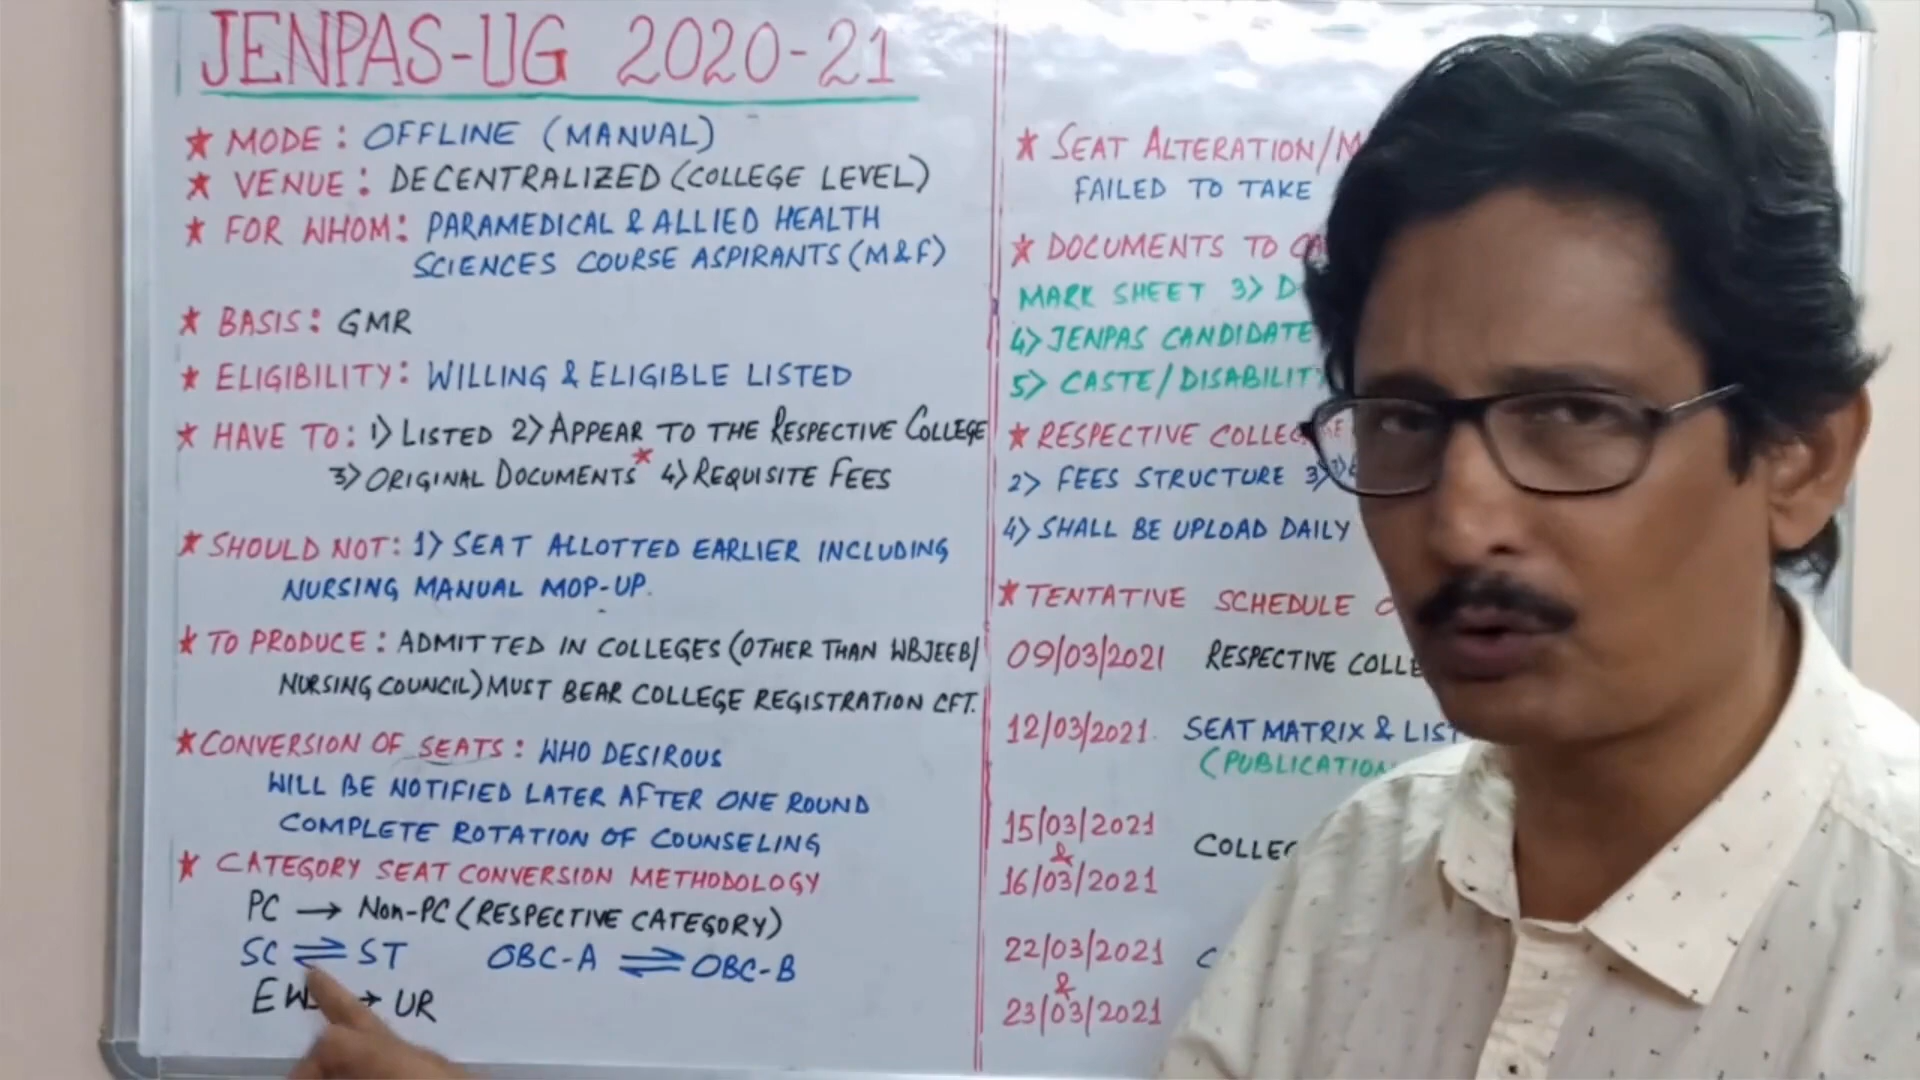 JENPAS-UG 2020-21
★ MODE: OFFLINE (MANUAL)
★ VENUE: DECENTRALIZED (COLLEGE LEVEL)
★ FOR WHOM: PARAMEDICAL & ALLIED HEALTH
SCIENCES COURSE ASPIRANTS (M&F)
★ BASIS: GMR
★ ELIGIBILITY: WILLING & ELIGIBLE LISTED
★ HAVE TO: 1) LISTED 2) APPEAR TO THE RESPECTIVE COLLEGE
3) ORIGINAL DOCUMENTS★ 4) REQUISITE FEES
★ SHOULD NOT: 1) SEAT ALLOTTED EARLIER INCLUDING
NURSING MANUAL MOP-UP.
★ TO PRODUCE: ADMITTED IN COLLEGES (OTHER THAN WBJEEB/
NURSING COUNCIL) MUST BEAR COLLEGE REGISTRATION CFT.
★ CONVERSION OF SEATS: WHO DESIROUS
WILL BE NOTIFIED LATER AFTER ONE ROUND
COMPLETE ROTATION OF COUNSELING
★ CATEGORY SEAT CONVERSION METHODOLOGY
PC → Non-PC (RESPECTIVE CATEGORY)
SC ⇌ ST OBC-A ⇌ OBC-B
→ UR
★ SEAT ALTERATION/
FAILED TO TAKE
★ DOCUMENTS TO
MARK SHEET 3)
4) JENPAS CANDIDATE
5) CASTE/
★ RESPECTIVE
2) FEES STRUCTURE 3)
4) SHALL BE UPLOAD DAILY
★ TENTATIVE SCHEDULE
09/03/2021 RESPECTIVE
12/03/2021. SEAT MATRIX &
(PUBLICATION
15/03/2021
&
16/03/2021
22/03/2021
&
23/03/2021